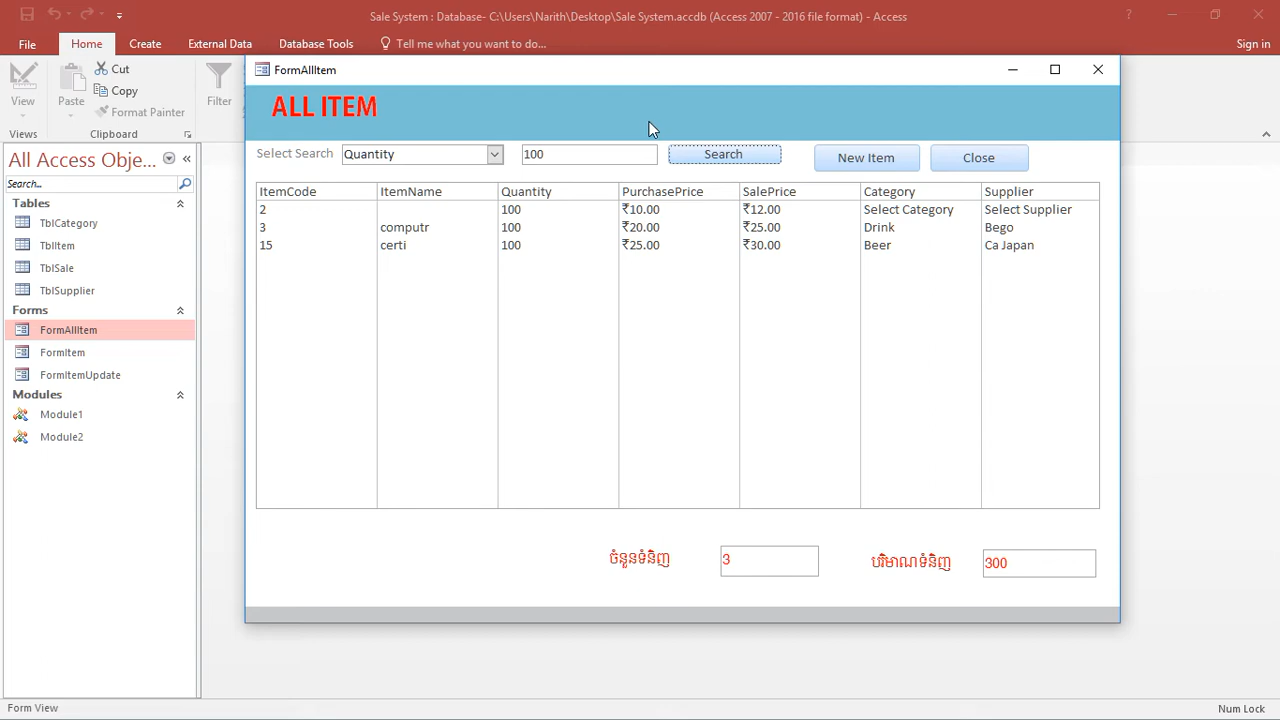 Sale System : Database- C:\Users\Narith\Desktop\Sale System.accdb (Access 2007 - 2016 file format) - Access
File Home Create External Data Database Tools Tell me what you want to do... Sign in
View Paste Cut Copy Format Painter Filter
Views Clipboard
FormAllItem
ALL ITEM
Select Search Quantity 100 Search New Item Close
ItemCode ItemName Quantity PurchasePrice SalePrice Category Supplier
2 100 ₹10.00 ₹12.00 Select Category Select Supplier
3 computr 100 ₹20.00 ₹25.00 Drink Bego
15 certi 100 ₹25.00 ₹30.00 Beer Ca Japan
ចំនួនទំនិញ 3 បរិមាណទំនិញ 300
All Access Obje...
Search...
Tables
TblCategory
TblItem
TblSale
TblSupplier
Forms
FormAllItem
FormItem
FormItemUpdate
Modules
Module1
Module2
Form View Num Lock